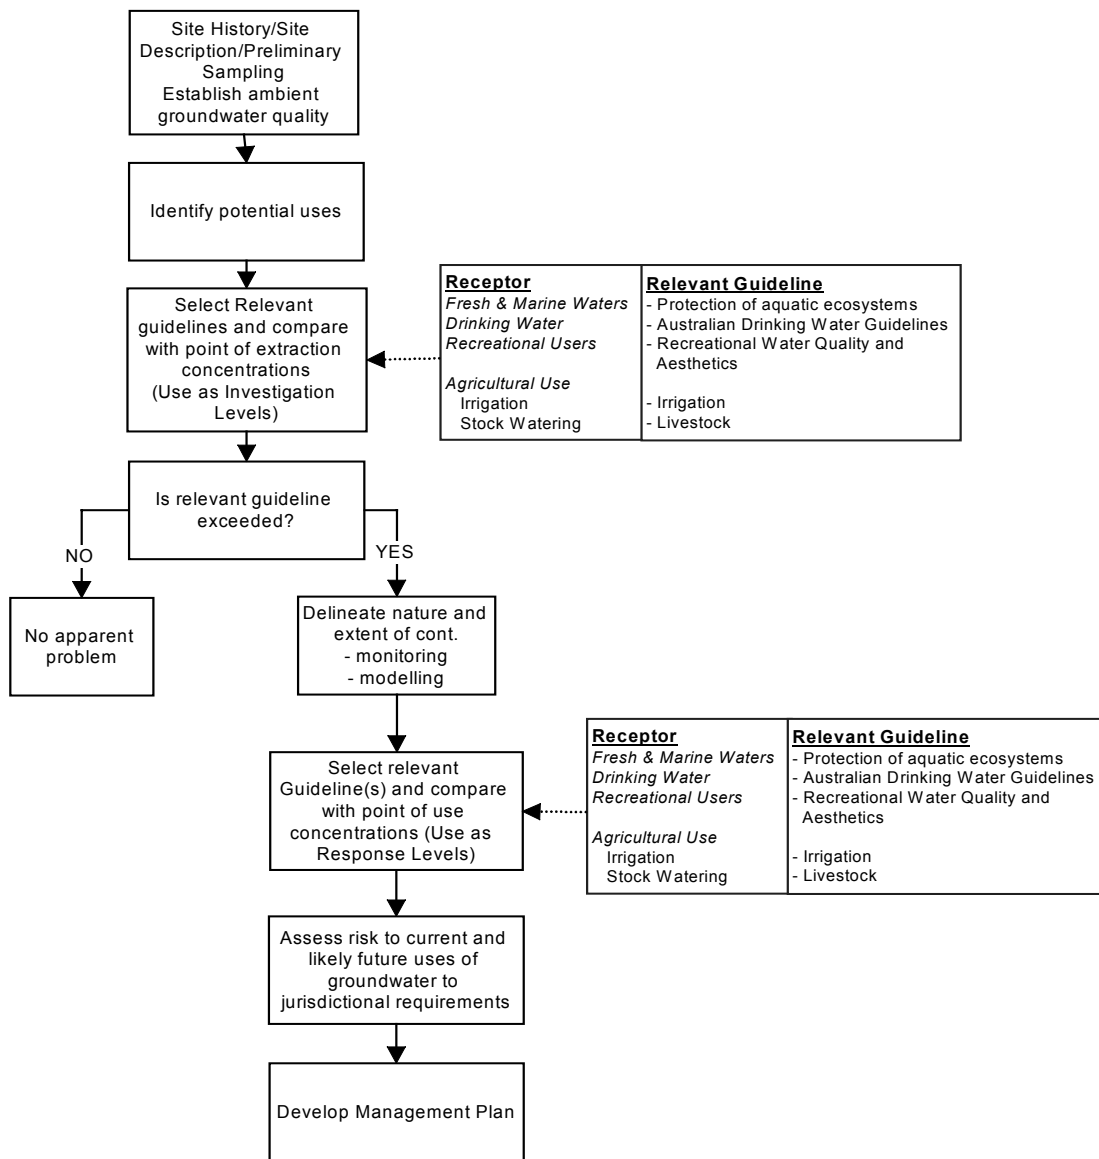 Site History/Site
Description/Preliminary
Sampling
Establish ambient
groundwater quality
Identify potential uses
Select Relevant
guidelines and compare
with point of extraction
concentrations
(Use as Investigation
Levels)
Receptor
Fresh & Marine Waters
Drinking Water
Recreational Users
Agricultural Use
Irrigation
Stock Watering
Relevant Guideline
- Protection of aquatic ecosystems
- Australian Drinking Water Guidelines
- Recreational Water Quality and
Aesthetics
- Irrigation
- Livestock
Is relevant guideline
exceeded?
NO
YES
No apparent
problem
Delineate nature and
extent of cont.
- monitoring
- modelling
Select relevant
Guideline(s) and compare
with point of use
concentrations (Use as
Response Levels)
Receptor
Fresh & Marine Waters
Drinking Water
Recreational Users
Agricultural Use
Irrigation
Stock Watering
Relevant Guideline
- Protection of aquatic ecosystems
- Australian Drinking Water Guidelines
- Recreational Water Quality and
Aesthetics
- Irrigation
- Livestock
Assess risk to current and
likely future uses of
groundwater to
jurisdictional requirements
Develop Management Plan